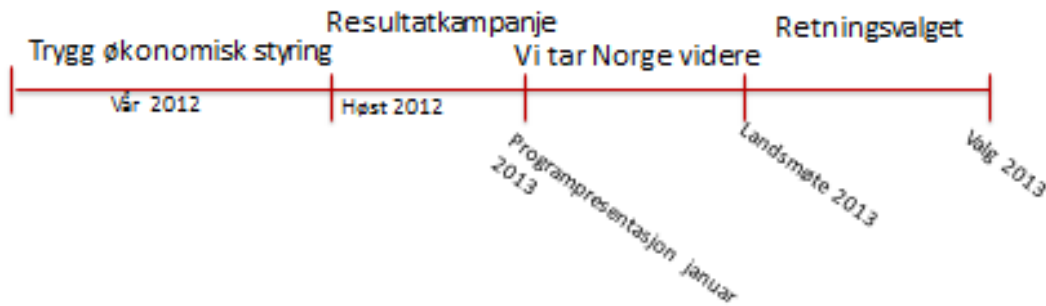 Resultatkampanje
Retningsvalget
Trygg økonomisk styring
Vi tar Norge videre
Vår 2012
Høst 2012
Programpresentasjon januar
2013
Landsmøte 2013
Valg 2013